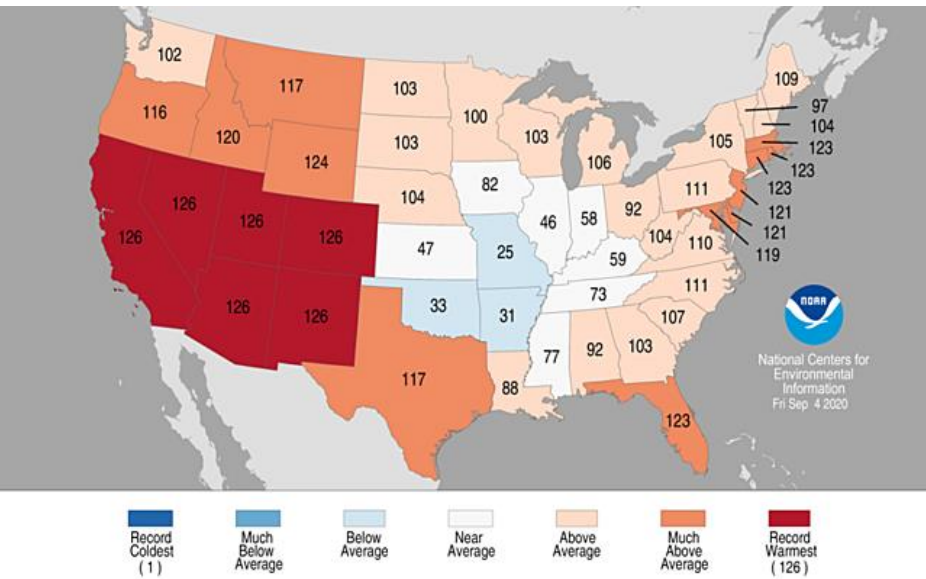 102
117
103
100
109
97
116
120
103
103
105
104
123
124
106
123
123
104
82
111
121
92
121
126
126
46
58
104
110
119
126
126
47
25
59
126
126
33
31
73
111
107
NOAA
117
77
92
103
88
123
National Centers for
Environmental
Information
Fri Sep 4 2020
Record
Coldest
( 1 )
Much
Below
Average
Below
Average
Near
Average
Above
Average
Much
Above
Average
Record
Warmest
( 126 )